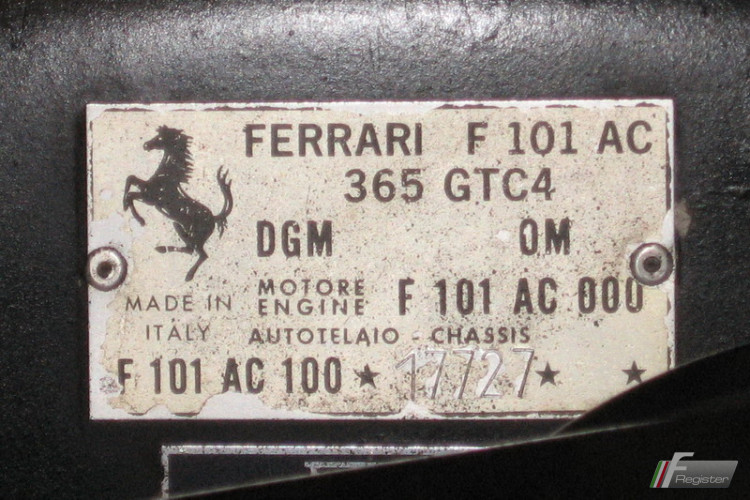 FERRARI F 101 AC
365 GTC4
DGM OM
MOTORE
ENGINE F 101 AC 000
MADE IN
ITALY
AUTOTELAIO - CHASSIS
F 101 AC 100 ★ 17727 ★ ★
F Register